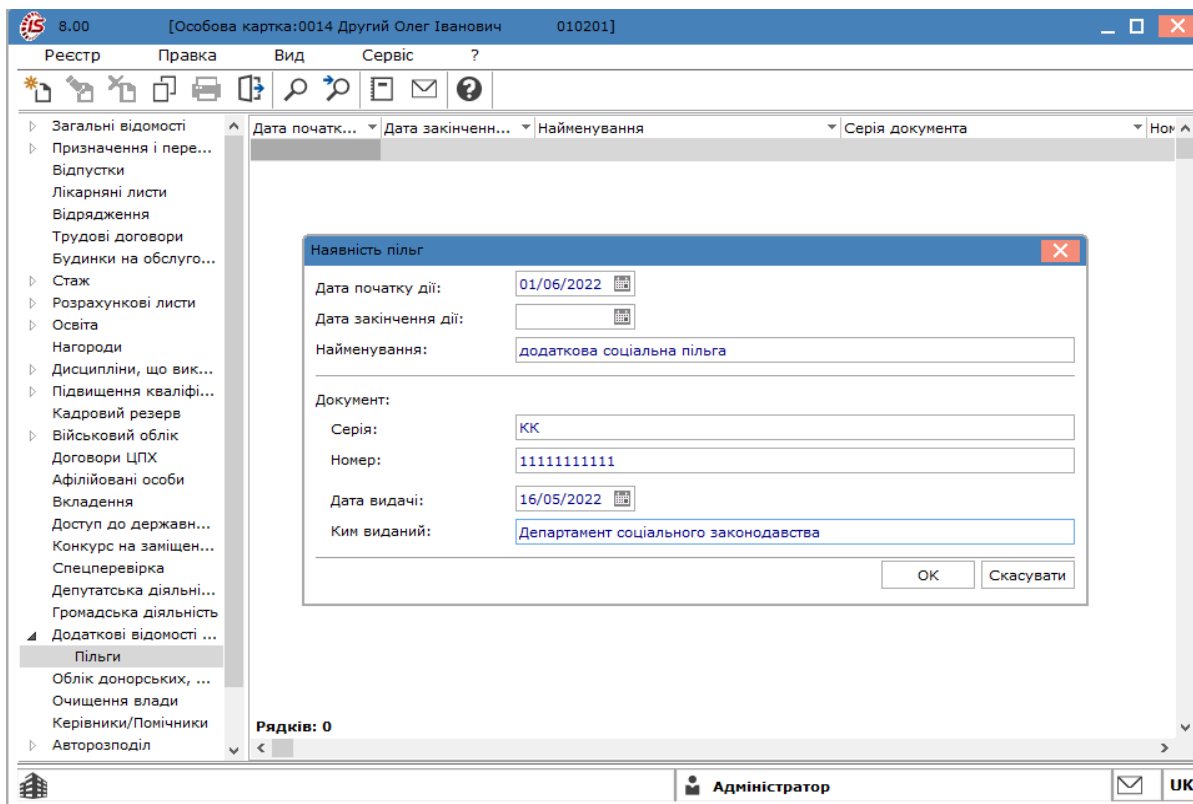 iS 8.00 [Особова картка:0014 Другий Олег Іванович 010201]
Реєстр Правка Вид Сервіс ?
Загальні відомості
Призначення і пере...
Відпустки
Лікарняні листи
Відрядження
Трудові договори
Будинки на обслуго...
Стаж
Розрахункові листи
Освіта
Нагороди
Дисципліни, що вик...
Підвищення кваліфі...
Кадровий резерв
Військовий облік
Договори ЦПХ
Афілійовані особи
Вкладення
Доступ до державн...
Конкурс на заміщен...
Спецперевірка
Депутатська діяльні...
Громадська діяльність
Додаткові відомості ...
Пільги
Облік донорських, ...
Очищення влади
Керівники/Помічники
Авторозподіл
Дата початк... Дата закінченн... Найменування Серія документа Ном
Наявність пільг
Дата початку дії: 01/06/2022
Дата закінчення дії:
Найменування: додаткова соціальна пільга
Документ:
Серія: КК
Номер: 11111111111
Дата видачі: 16/05/2022
Ким виданий: Департамент соціального законодавства
OK Скасувати
Рядків: 0
Адміністратор UK